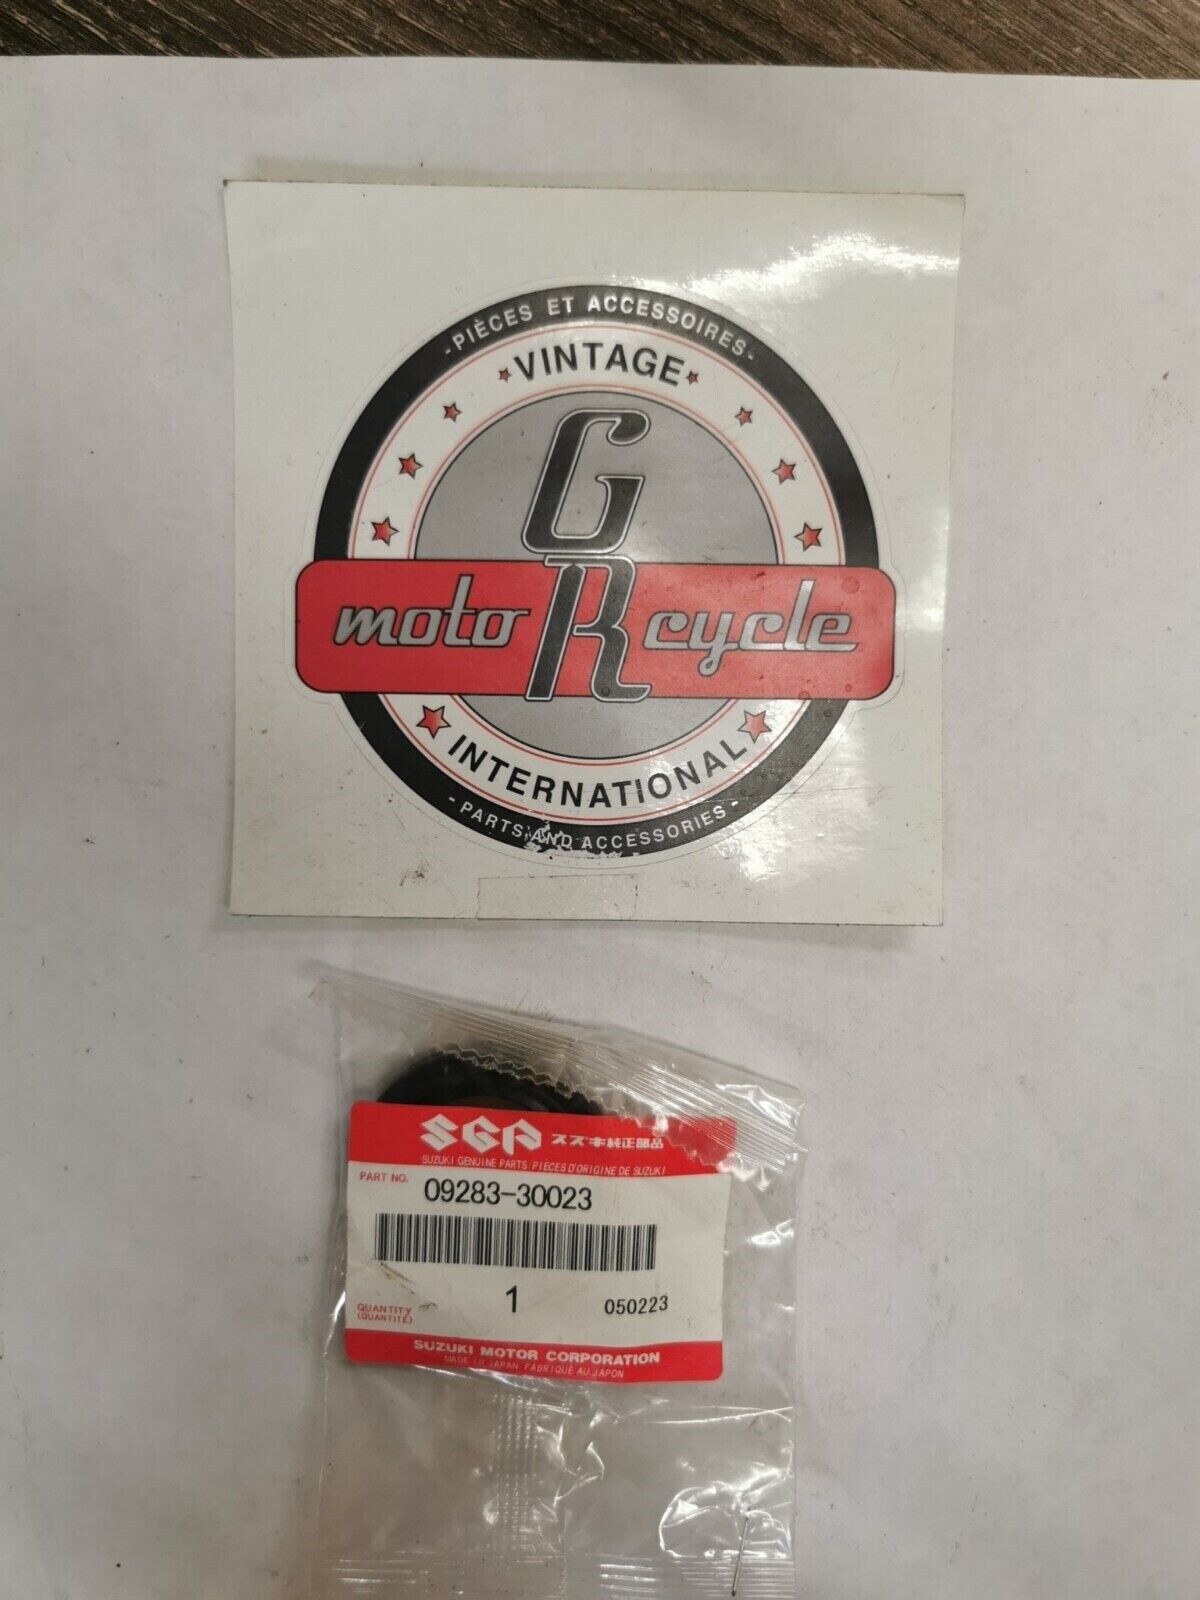 - PIÈCES ET ACCESSOIRES -
VINTAGE
GR
moto cycle
INTERNATIONAL
- PARTS AND ACCESSORIES -
SGP スズキ純正部品
SUZUKI GENUINE PARTS/PIÈCES D'ORIGINE DE SUZUKI
PART NO. 09283-30023
QUANTITY 1 050223
(QUANTITÉ)
SUZUKI MOTOR CORPORATION
MADE IN JAPAN FABRIQUÉ AU JAPON